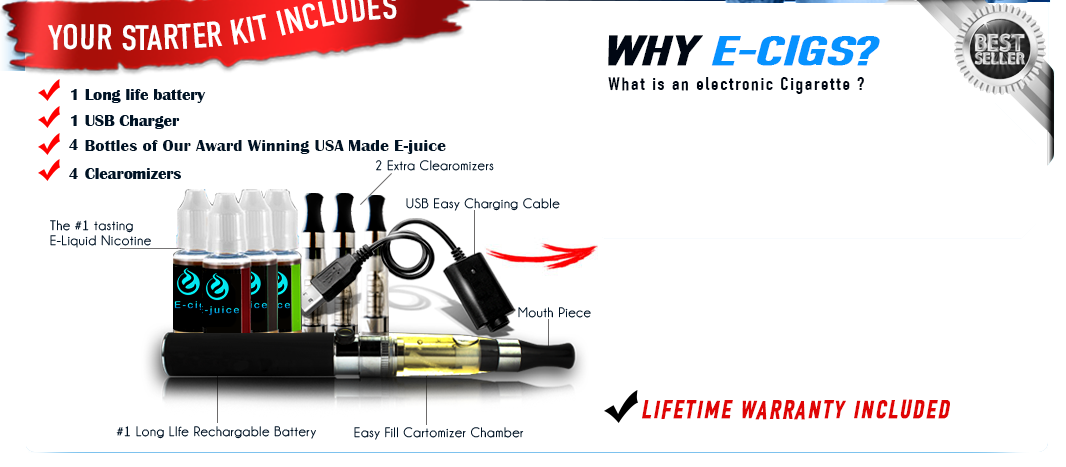 YOUR STARTER KIT INCLUDES
1 Long life battery
1 USB Charger
4 Bottles of Our Award Winning USA Made E-juice
4 Clearomizers
2 Extra Clearomizers
USB Easy Charging Cable
The #1 tasting
E-Liquid Nicotine
E-ci
E-juice
ice
ice
Mouth Piece
#1 Long LIfe Rechargable Battery
Easy Fill Cartomizer Chamber
WHY E-CIGS?
What is an electronic Cigarette ?
BEST
SELLER
LIFETIME WARRANTY INCLUDED